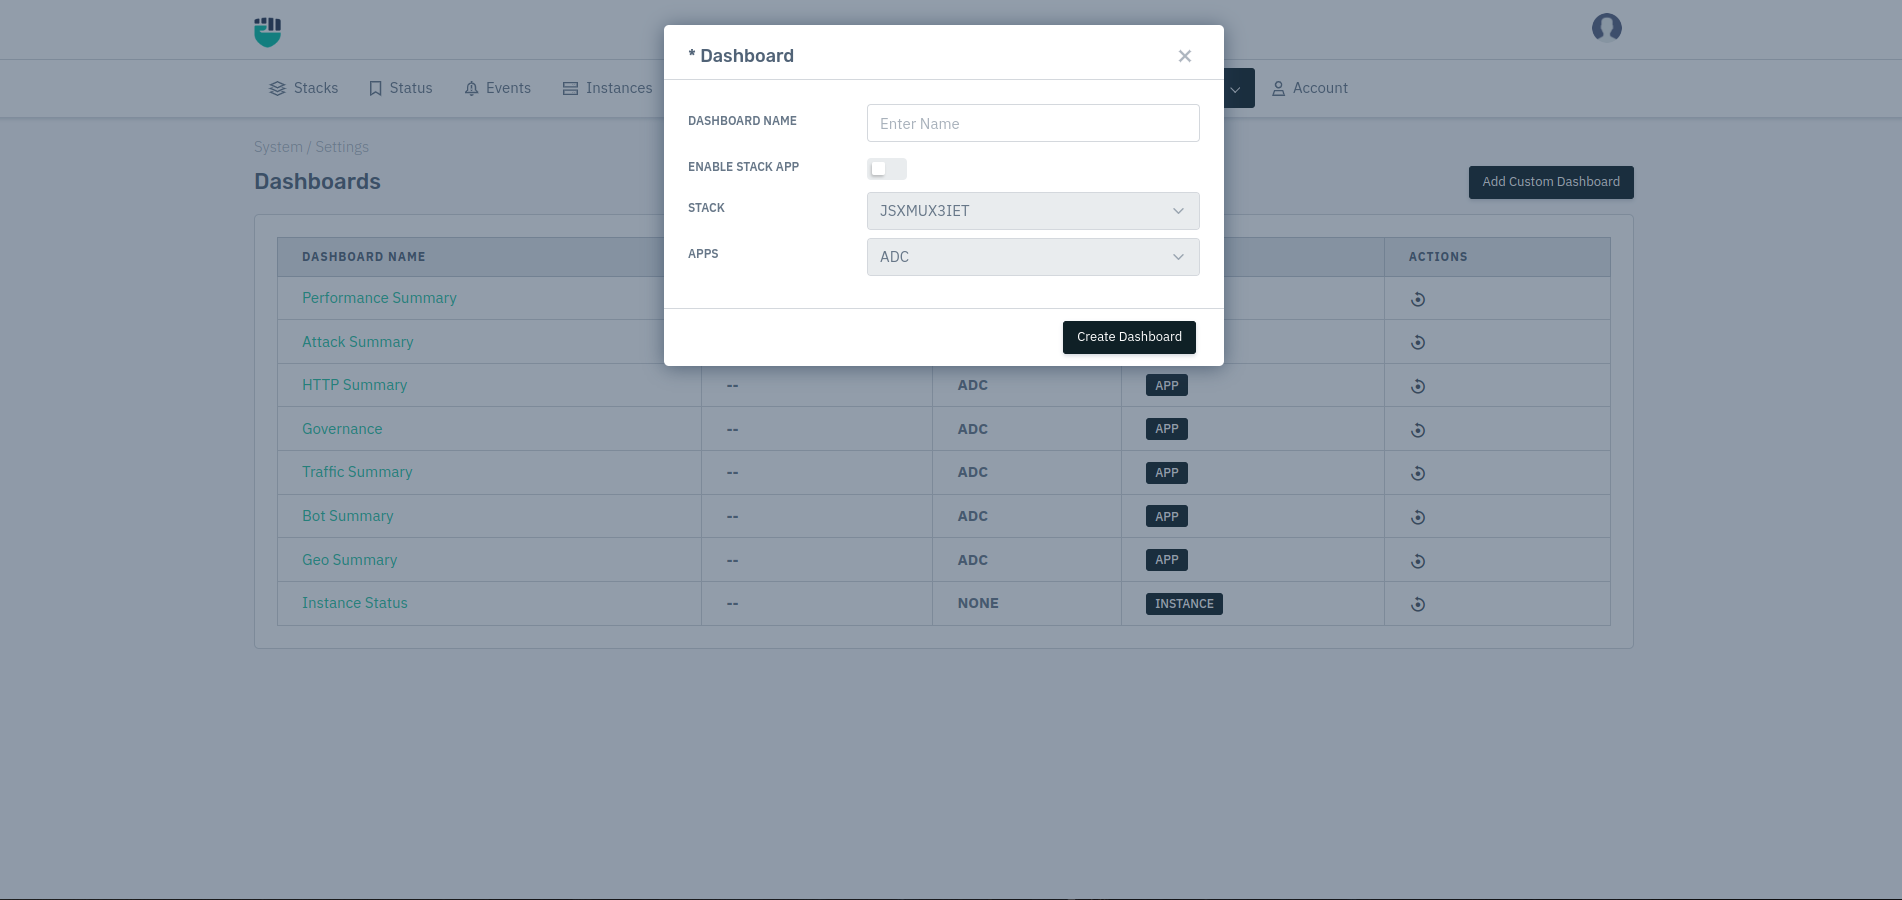 * Dashboard
Stacks Status Events Instances Account
System / Settings
Dashboards
Add Custom Dashboard
DASHBOARD NAME
Enter Name
ENABLE STACK APP
STACK
JSXMUX3IET
APPS
ADC
Create Dashboard
DASHBOARD NAME ACTIONS
Performance Summary
Attack Summary
HTTP Summary -- ADC APP
Governance -- ADC APP
Traffic Summary -- ADC APP
Bot Summary -- ADC APP
Geo Summary -- ADC APP
Instance Status -- NONE INSTANCE